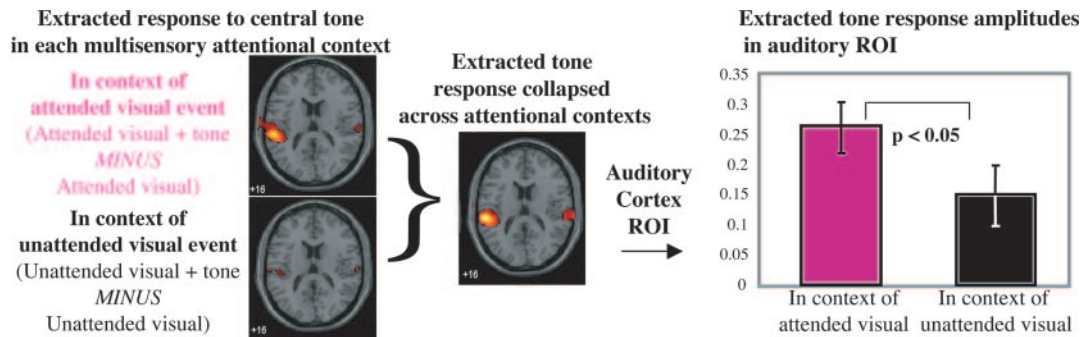 Extracted response to central tone
in each multisensory attentional context
In context of
attended visual event
(Attended visual + tone
MINUS
Attended visual)
+16
In context of
unattended visual event
(Unattended visual + tone
MINUS
Unattended visual)
+16
Extracted tone
response collapsed
across attentional contexts
+16
Auditory
Cortex
ROI
Extracted tone response amplitudes
in auditory ROI
0.35
0.3
0.25
0.2
0.15
0.1
0.05
0
p < 0.05
In context of
attended visual
In context of
unattended visual